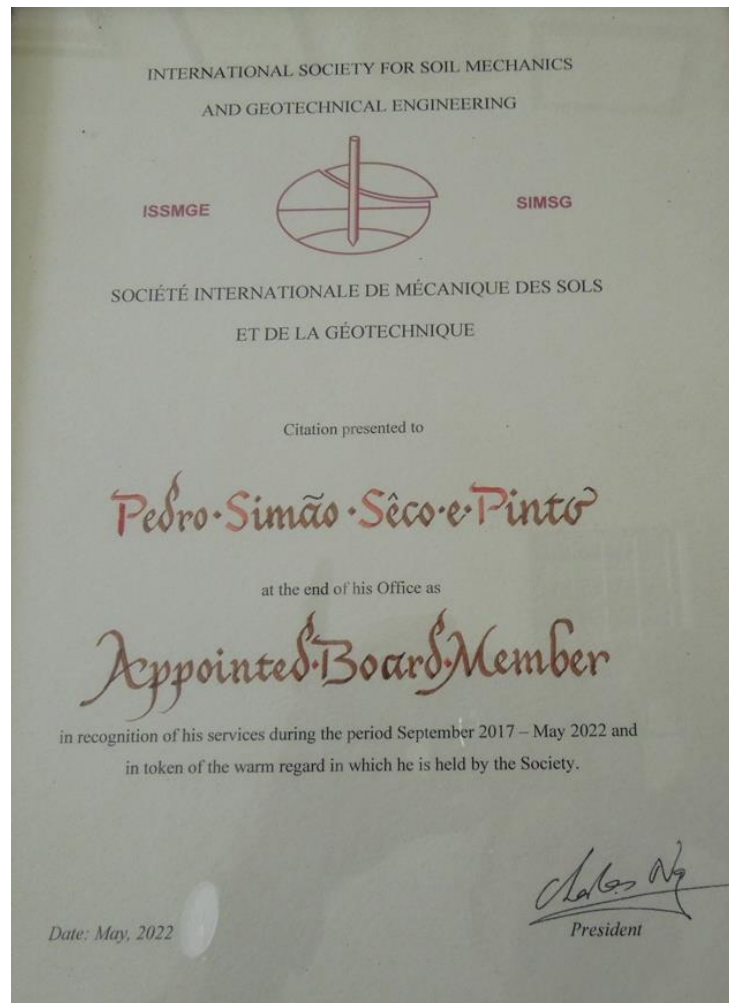 INTERNATIONAL SOCIETY FOR SOIL MECHANICS
AND GEOTECHNICAL ENGINEERING
ISSMGE
SIMSG
SOCIÉTÉ INTERNATIONALE DE MÉCANIQUE DES SOLS
ET DE LA GÉOTECHNIQUE
Citation presented to
Pedro·Simão·Sêco·e·Pinto
at the end of his Office as
Appointed·Board·Member
in recognition of his services during the period September 2017 – May 2022 and
in token of the warm regard in which he is held by the Society.
Charles Ng
Date: May, 2022
President